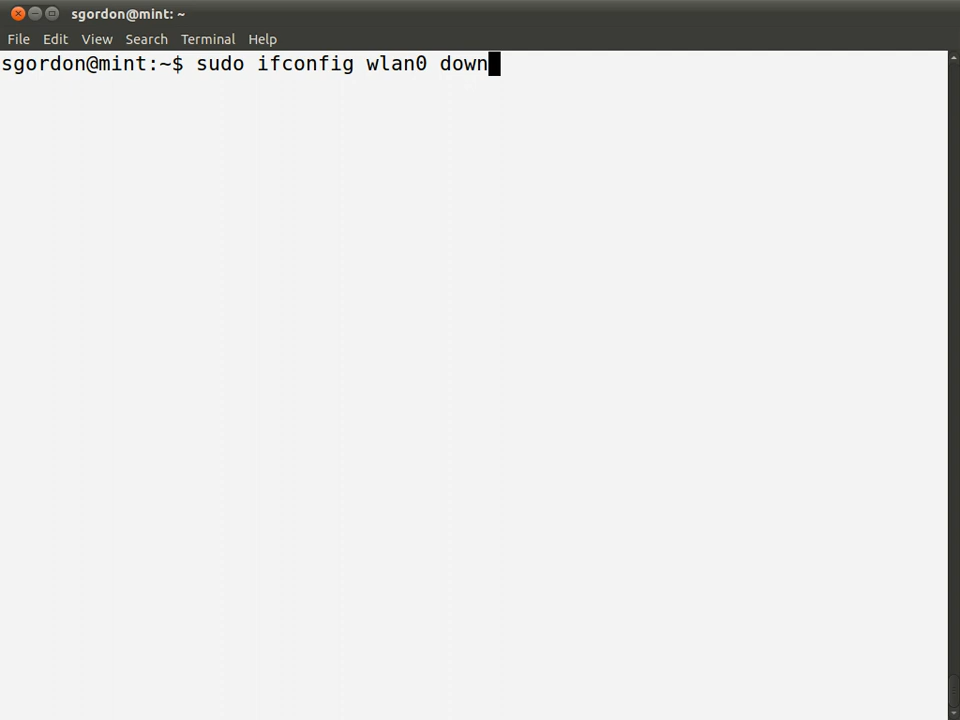 sgordon@mint: ~
File Edit View Search Terminal Help
sgordon@mint:~$ sudo ifconfig wlan0 down